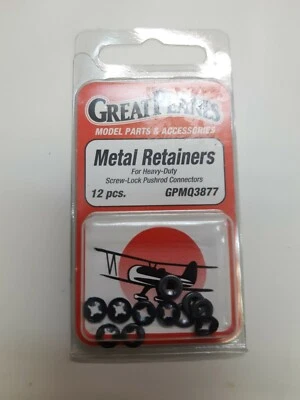 GREAT PLANES
MODEL PARTS & ACCESSORIES
Metal Retainers
For Heavy-Duty
Screw-Lock Pushrod Connectors
12 pcs. GPMQ3877